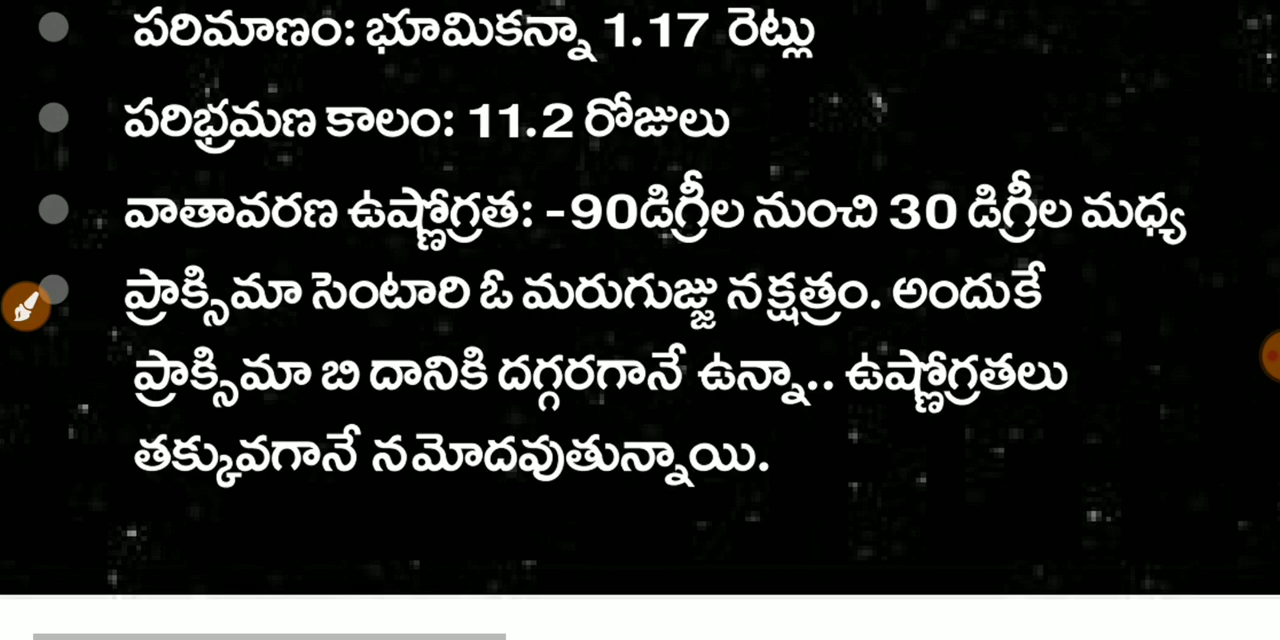 పరిమాణం: భూమికన్నా 1.17 రెట్లు
పరిభ్రమణ కాలం: 11.2 రోజులు
వాతావరణ ఉష్ణోగ్రత: -90డిగ్రీల నుంచి 30 డిగ్రీల మధ్య
ప్రాక్సిమా సెంటారి ఓ మరుగుజ్జు నక్షత్రం. అందుకే
ప్రాక్సిమా బి దానికి దగ్గరగానే ఉన్నా.. ఉష్ణోగ్రతలు
తక్కువగానే నమోదవుతున్నాయి.